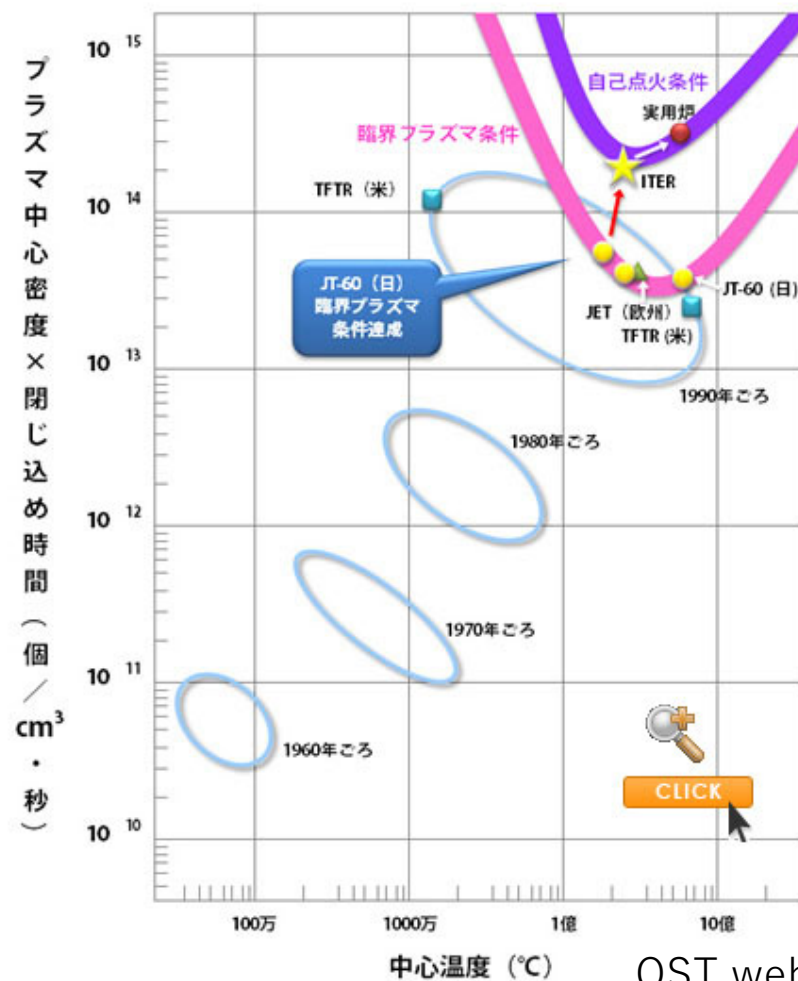 プラズマ中心密度×閉じ込め時間（個／cm³・秒）
10 15
10 14
10 13
10 12
10 11
10 10
自己点火条件
実用炉
臨界プラズマ条件
ITER
TFTR（米）
JT-60（日）
臨界プラズマ
条件達成
JT-60 (日)
JET（欧州）
TFTR (米)
1990年ごろ
1980年ごろ
1970年ごろ
1960年ごろ
CLICK
100万
1000万
1億
10億
中心温度（℃）
QST web